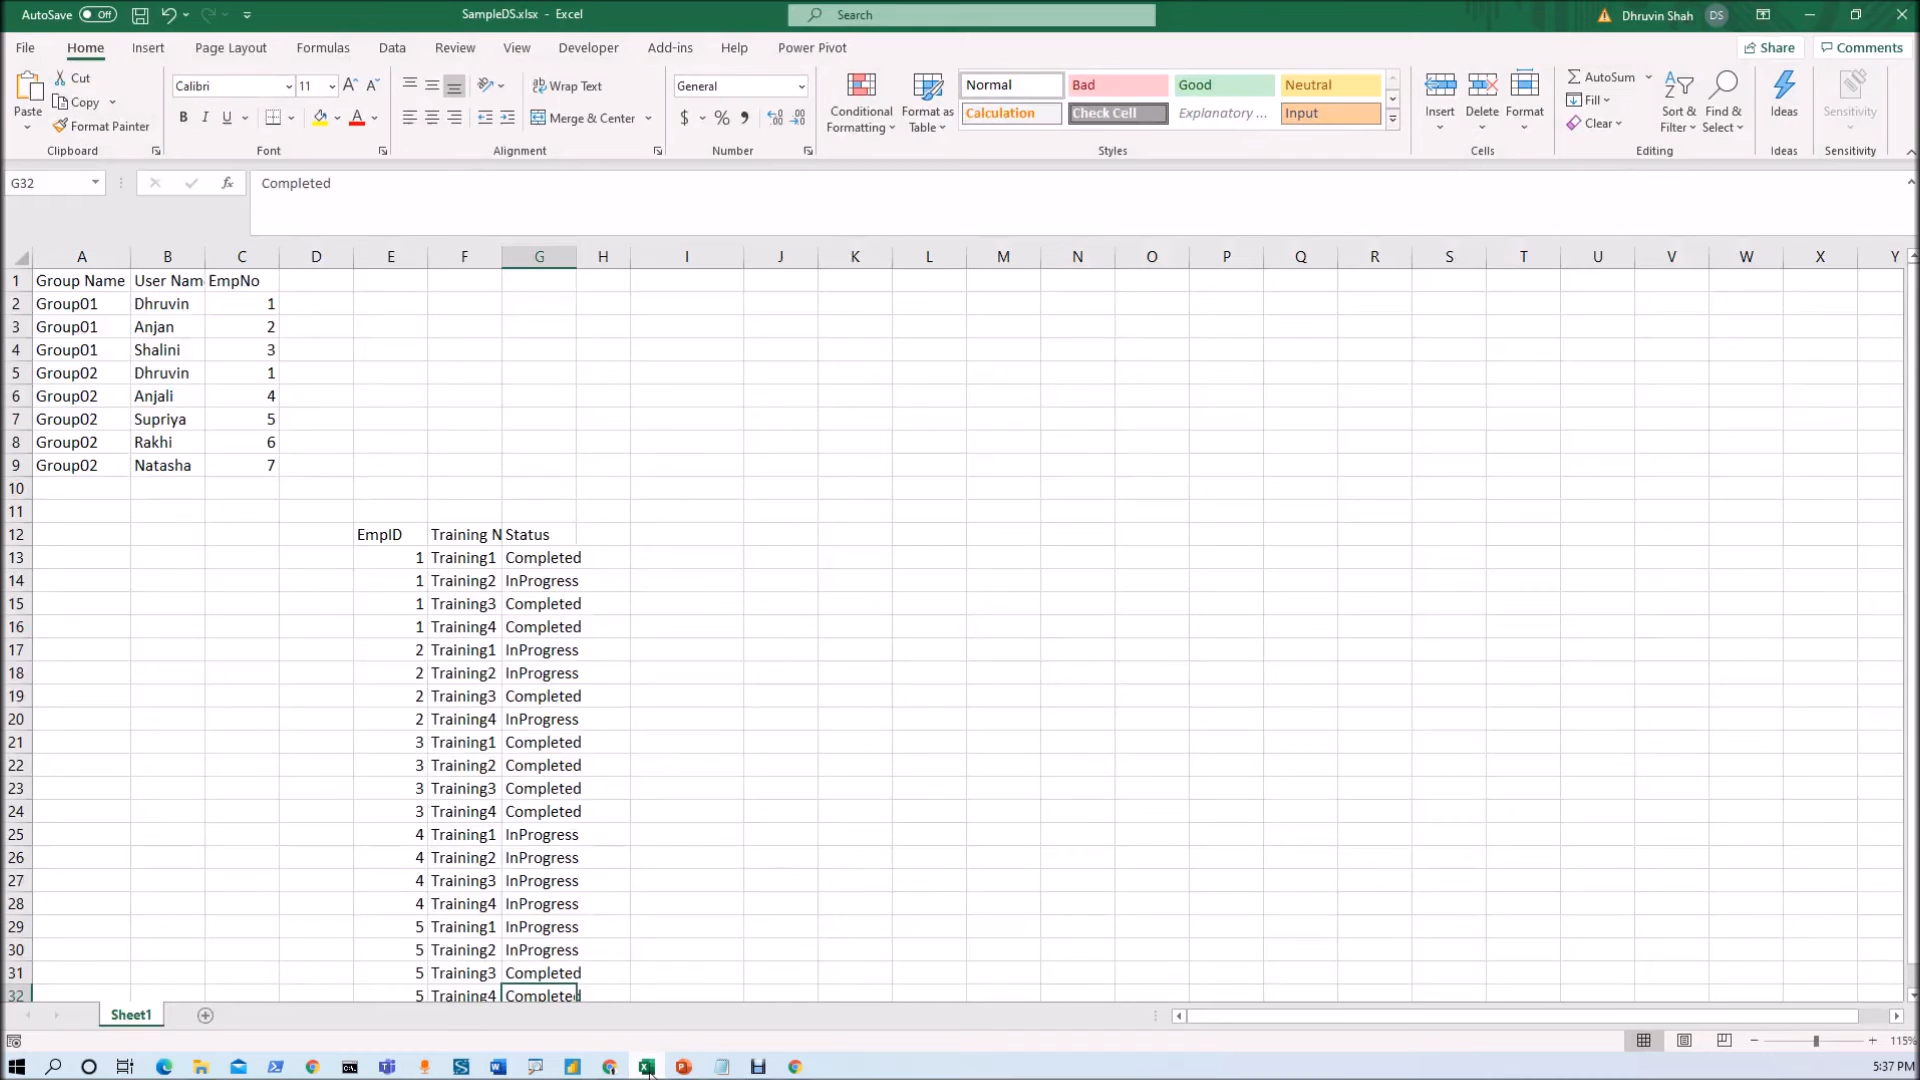 AutoSave Off SampleDS.xlsx - Excel Search Dhruvin Shah DS
File Home Insert Page Layout Formulas Data Review View Developer Add-ins Help Power Pivot Share Comments
Paste Cut Copy Format Painter Clipboard
Calibri 11 B I U A Font
Wrap Text Merge & Center Alignment
General $ % Number
Conditional Formatting Format as Table
Normal Bad Good Neutral
Calculation Check Cell Explanatory ... Input
Styles
Insert Delete Format Cells
AutoSum Fill Clear Sort & Filter Find & Select Editing
Ideas Ideas
Sensitivity Sensitivity
G32 fx Completed
A B C D E F G H I J K L M N O P Q R S T U V W X Y
1 Group Name User Nam EmpNo
2 Group01 Dhruvin 1
3 Group01 Anjan 2
4 Group01 Shalini 3
5 Group02 Dhruvin 1
6 Group02 Anjali 4
7 Group02 Supriya 5
8 Group02 Rakhi 6
9 Group02 Natasha 7
10
11
12 EmpID Training N Status
13 1 Training1 Completed
14 1 Training2 InProgress
15 1 Training3 Completed
16 1 Training4 Completed
17 2 Training1 InProgress
18 2 Training2 InProgress
19 2 Training3 Completed
20 2 Training4 InProgress
21 3 Training1 Completed
22 3 Training2 Completed
23 3 Training3 Completed
24 3 Training4 Completed
25 4 Training1 InProgress
26 4 Training2 InProgress
27 4 Training3 InProgress
28 4 Training4 InProgress
29 5 Training1 InProgress
30 5 Training2 InProgress
31 5 Training3 Completed
32 5 Training4 Completed
Sheet1
115%
5:37 PM